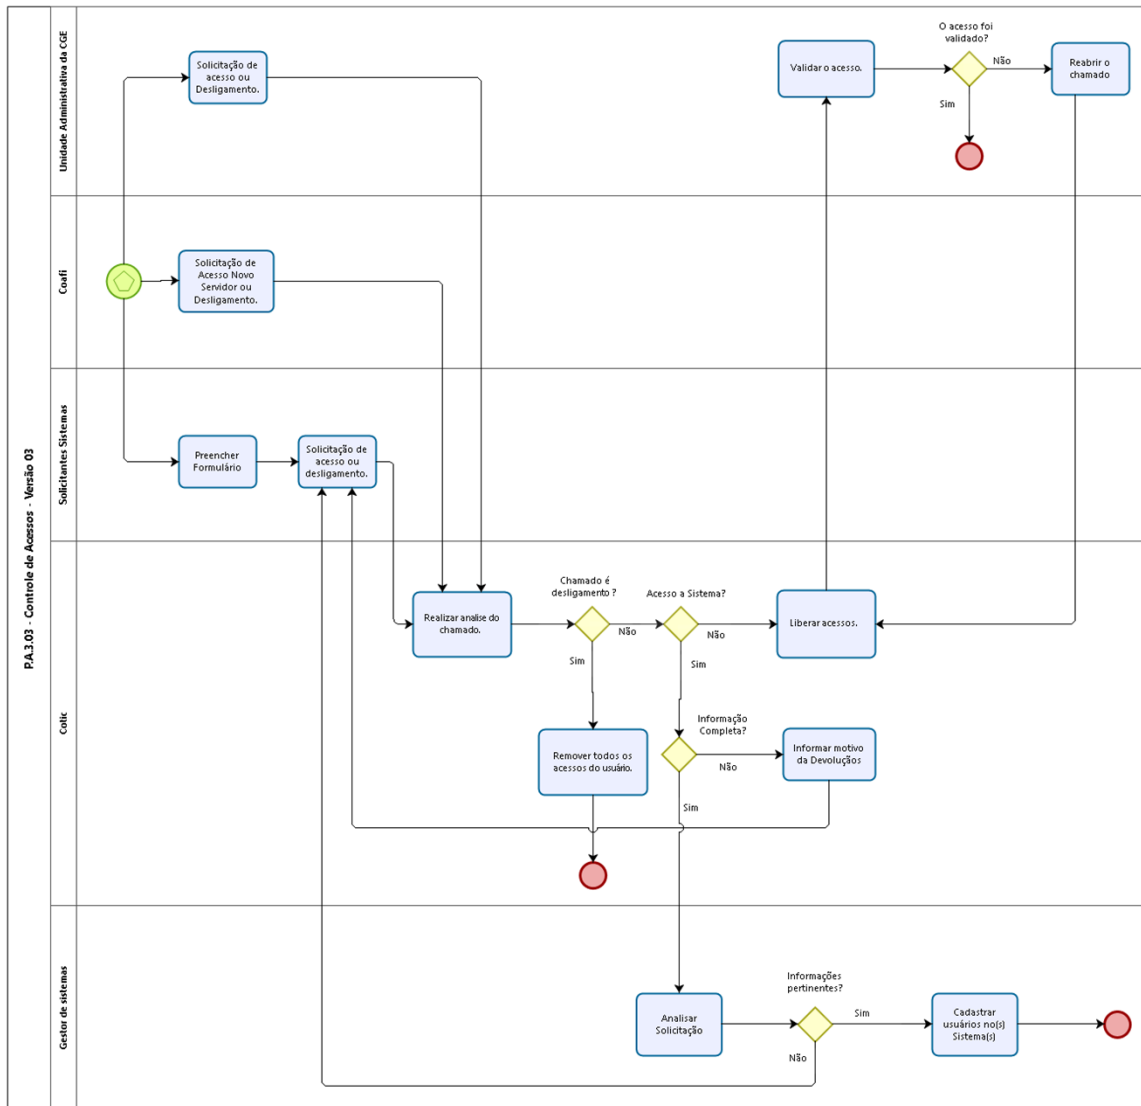 P.A.3.03 - Controle de Acessos - Versão 03
Unidade Administrativa da CGE
Solicitação de
acesso ou
Desligamento.
Validar o acesso.
O acesso foi
validado?
Não
Sim
Reabrir o
chamado
Coafi
Solicitação de
Acesso Novo
Servidor ou
Desligamento.
Solicitantes Sistemas
Preencher
Formulário
Solicitação de
acesso ou
desligamento.
Cotic
Realizar analise do
chamado.
Chamado é
desligamento ?
Não
Sim
Acesso a Sistema?
Não
Sim
Liberar acessos.
Remover todos os
acessos do usuário.
Informação
Completa?
Não
Sim
Informar motivo
da Devoluçãos
Gestor de sistemas
Analisar
Solicitação
Informações
pertinentes?
Sim
Não
Cadastrar
usuários no(s)
Sistema(s)